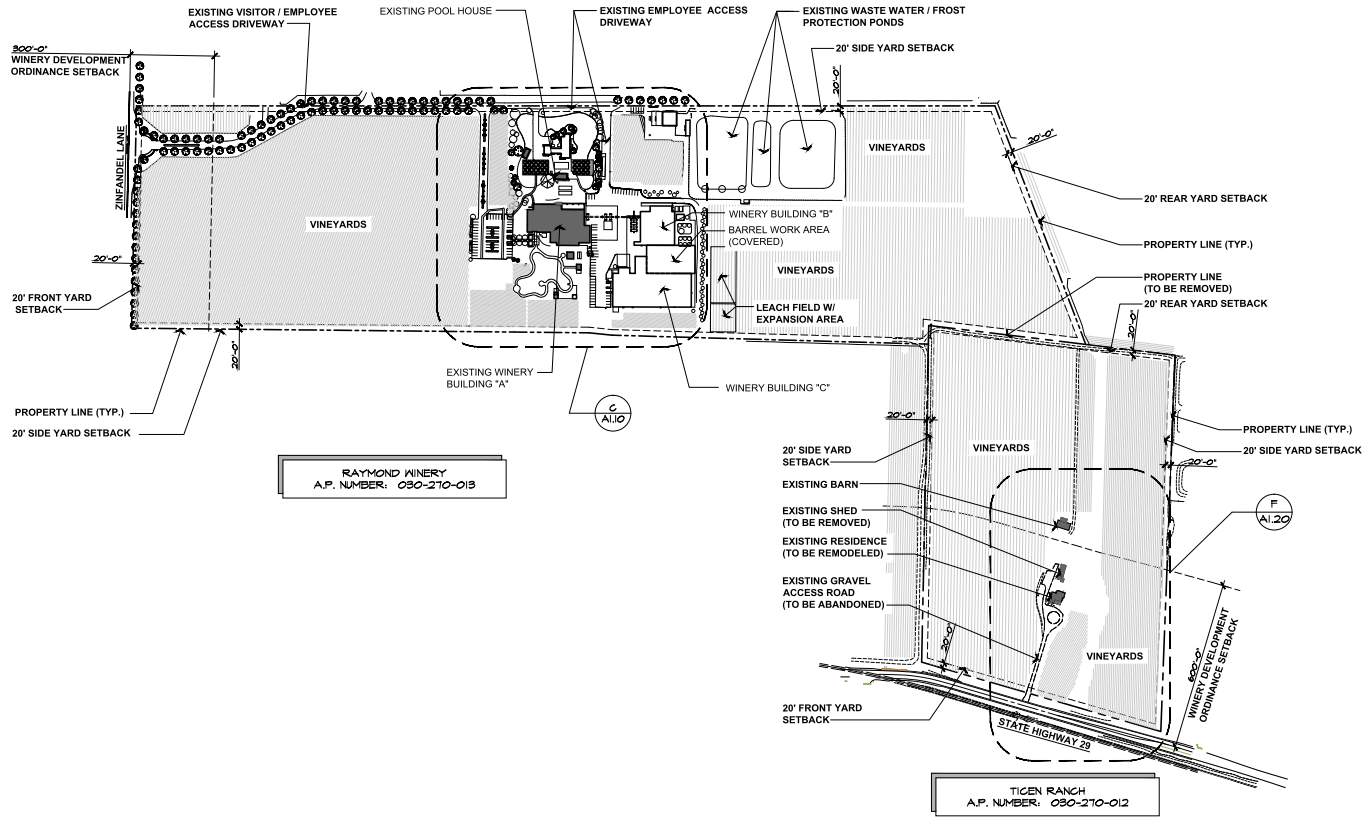 EXISTING VISITOR / EMPLOYEE
ACCESS DRIVEWAY
EXISTING POOL HOUSE
EXISTING EMPLOYEE ACCESS
DRIVEWAY
EXISTING WASTE WATER / FROST
PROTECTION PONDS
300'-0"
WINERY DEVELOPMENT
ORDINANCE SETBACK
20' SIDE YARD SETBACK
20'-0"
20'-0"
ZINFANDEL LANE
VINEYARDS
VINEYARDS
20' REAR YARD SETBACK
WINERY BUILDING "B"
BARREL WORK AREA
(COVERED)
PROPERTY LINE (TYP.)
20'-0"
VINEYARDS
PROPERTY LINE
(TO BE REMOVED)
20' FRONT YARD
SETBACK
LEACH FIELD W/
EXPANSION AREA
20' REAR YARD SETBACK
20'-0"
20'-0"
EXISTING WINERY
BUILDING "A"
WINERY BUILDING "C"
C
A1.10
PROPERTY LINE (TYP.)
20' SIDE YARD SETBACK
20'-0"
PROPERTY LINE (TYP.)
20' SIDE YARD SETBACK
20'-0"
20' SIDE YARD
SETBACK
VINEYARDS
RAYMOND WINERY
A.P. NUMBER: 030-270-013
EXISTING BARN
EXISTING SHED
(TO BE REMOVED)
F
A1.20
EXISTING RESIDENCE
(TO BE REMODELED)
EXISTING GRAVEL
ACCESS ROAD
(TO BE ABANDONED)
20'-0"
VINEYARDS
600'-0"
WINERY DEVELOPMENT
ORDINANCE SETBACK
20' FRONT YARD
SETBACK
STATE HIGHWAY 29
TICEN RANCH
A.P. NUMBER: 030-270-012